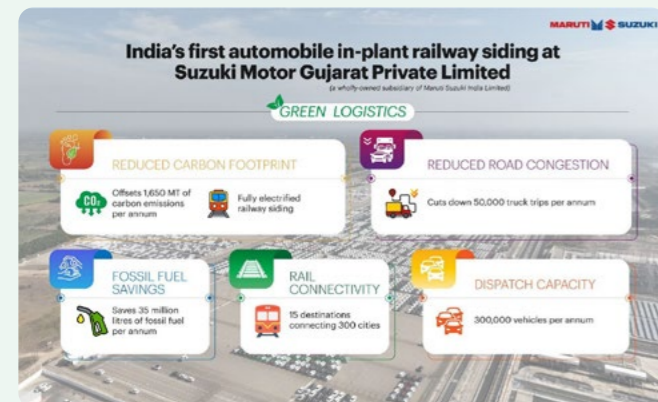 MARUTI SUZUKI
India's first automobile in-plant railway siding at
Suzuki Motor Gujarat Private Limited
(a wholly-owned subsidiary of Maruti Suzuki India Limited)
GREEN LOGISTICS
REDUCED CARBON FOOTPRINT
CO₂
Offsets 1,650 MT of
carbon emissions
per annum
Fully electrified
railway siding
REDUCED ROAD CONGESTION
Cuts down 50,000 truck trips per annum
FOSSIL FUEL
SAVINGS
Saves 35 million
litres of fossil fuel
per annum
RAIL
CONNECTIVITY
15 destinations
connecting 300 cities
DISPATCH CAPACITY
300,000 vehicles per annum